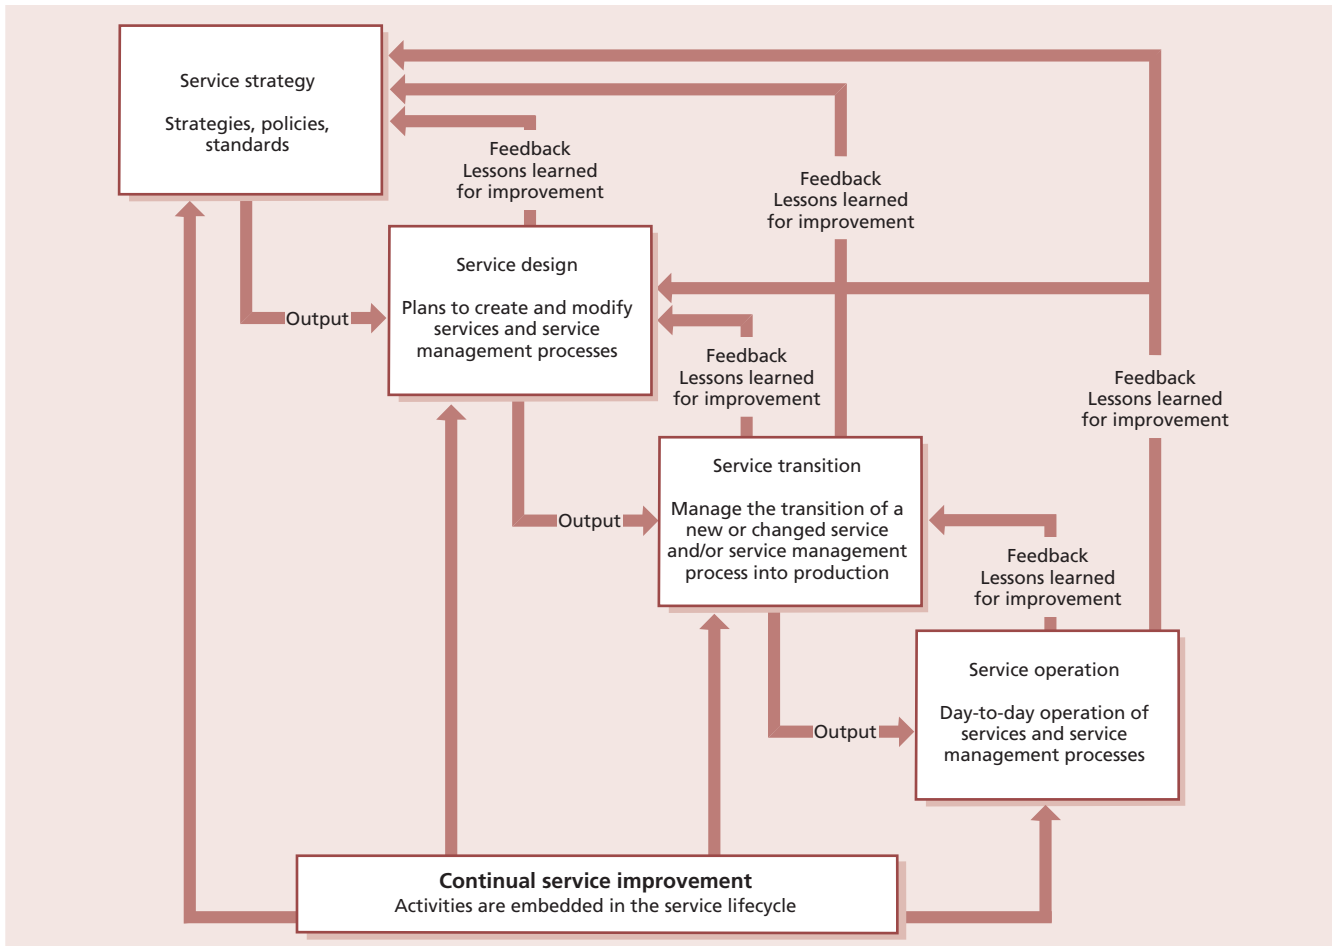 Service strategy
Strategies, policies,
standards
Feedback
Lessons learned
for improvement
Feedback
Lessons learned
for improvement
Service design
Plans to create and modify
services and service
management processes
Output
Feedback
Lessons learned
for improvement
Feedback
Lessons learned
for improvement
Service transition
Manage the transition of a
new or changed service
and/or service management
process into production
Output
Feedback
Lessons learned
for improvement
Service operation
Day-to-day operation of
services and service
management processes
Output
Continual service improvement
Activities are embedded in the service lifecycle